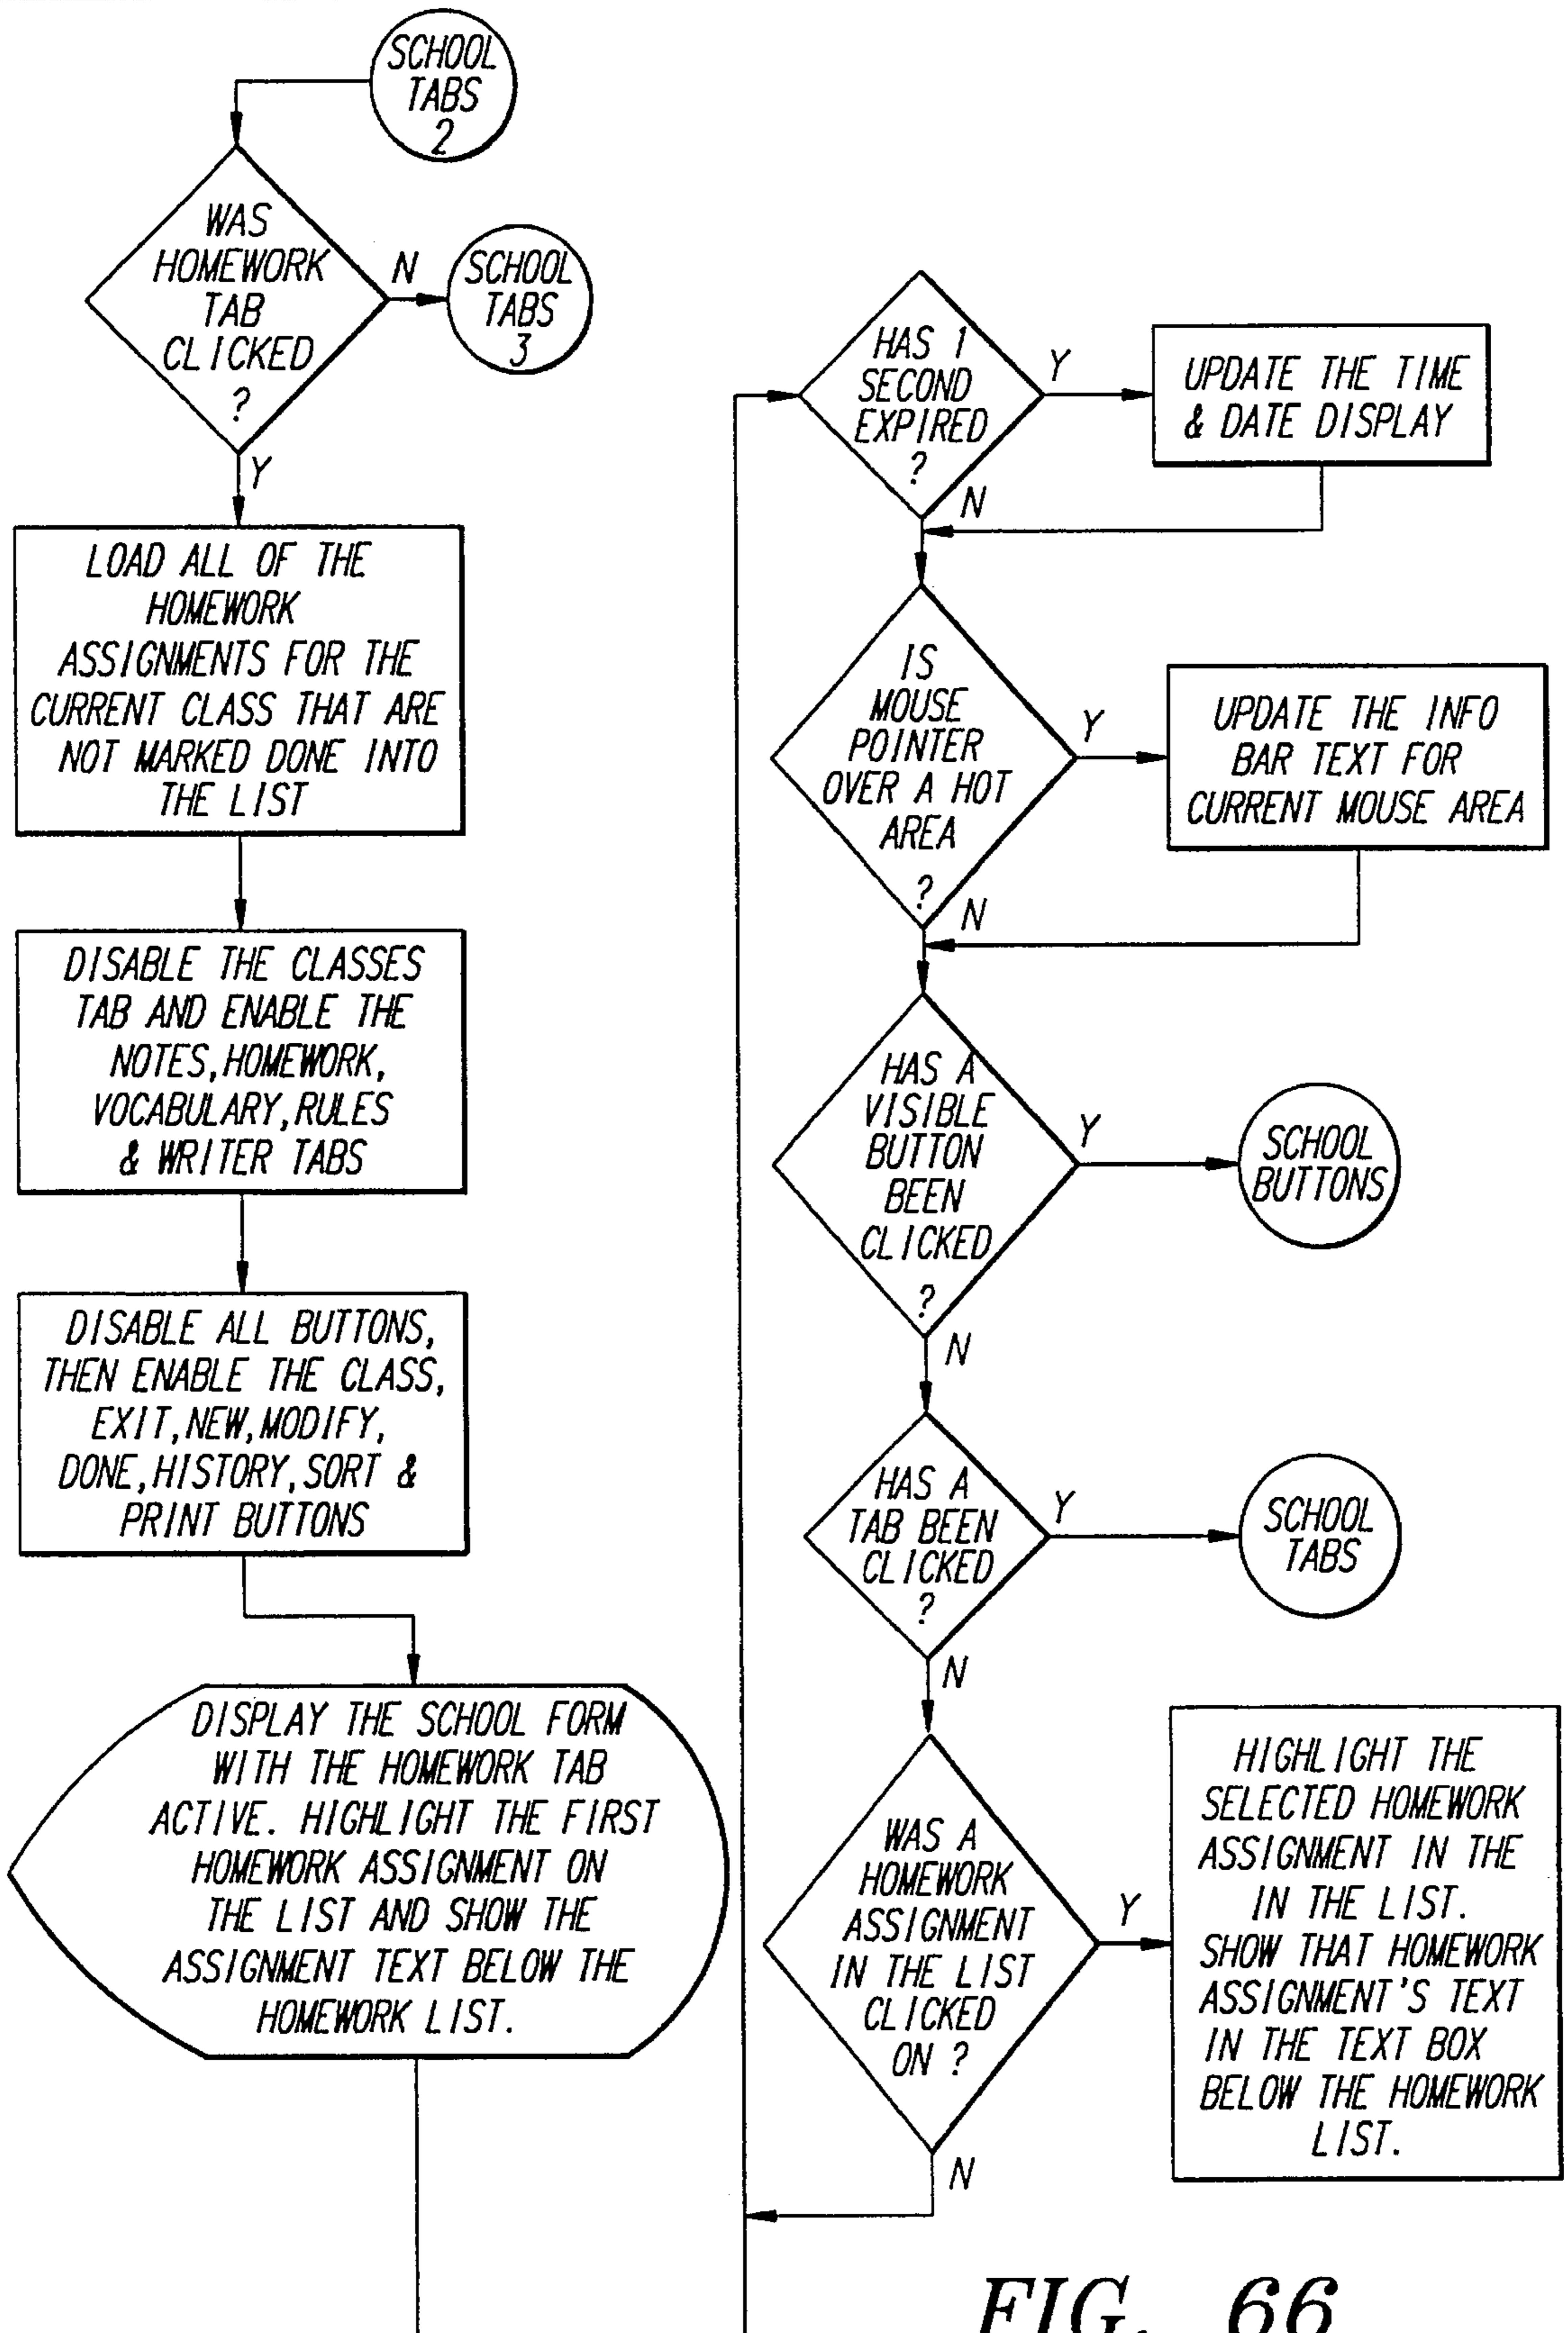 SCHOOL
TABS
2
WAS
HOMEWORK
TAB
CLICKED
?
N
SCHOOL
TABS
3
Y
LOAD ALL OF THE
HOMEWORK
ASSIGNMENTS FOR THE
CURRENT CLASS THAT ARE
NOT MARKED DONE INTO
THE LIST
DISABLE THE CLASSES
TAB AND ENABLE THE
NOTES, HOMEWORK,
VOCABULARY, RULES
& WRITER TABS
DISABLE ALL BUTTONS,
THEN ENABLE THE CLASS,
EXIT, NEW, MODIFY,
DONE, HISTORY, SORT &
PRINT BUTTONS
DISPLAY THE SCHOOL FORM
WITH THE HOMEWORK TAB
ACTIVE. HIGHLIGHT THE FIRST
HOMEWORK ASSIGNMENT ON
THE LIST AND SHOW THE
ASSIGNMENT TEXT BELOW THE
HOMEWORK LIST.
HAS 1
SECOND
EXPIRED
?
Y
UPDATE THE TIME
& DATE DISPLAY
N
IS
MOUSE
POINTER
OVER A HOT
AREA
?
Y
UPDATE THE INFO
BAR TEXT FOR
CURRENT MOUSE AREA
N
HAS A
VISIBLE
BUTTON
BEEN
CLICKED
?
Y
SCHOOL
BUTTONS
N
HAS A
TAB BEEN
CLICKED
?
Y
SCHOOL
TABS
N
WAS A
HOMEWORK
ASSIGNMENT
IN THE LIST
CLICKED
ON ?
Y
HIGHLIGHT THE
SELECTED HOMEWORK
ASSIGNMENT IN THE
IN THE LIST.
SHOW THAT HOMEWORK
ASSIGNMENT'S TEXT
IN THE TEXT BOX
BELOW THE HOMEWORK
LIST.
N
FIG. 66